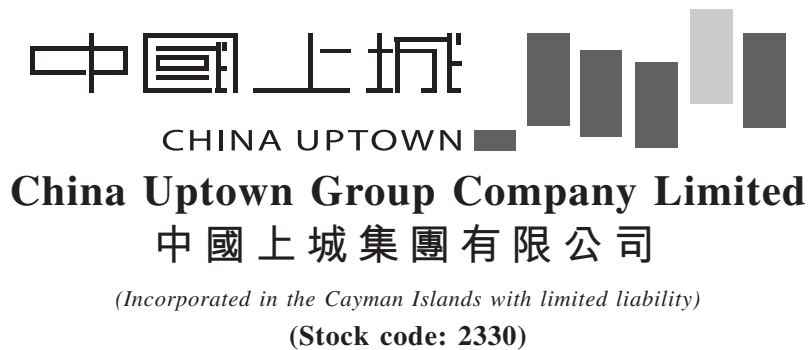 中國上城
CHINA UPTOWN
China Uptown Group Company Limited
中國上城集團有限公司
(Incorporated in the Cayman Islands with limited liability)
(Stock code: 2330)